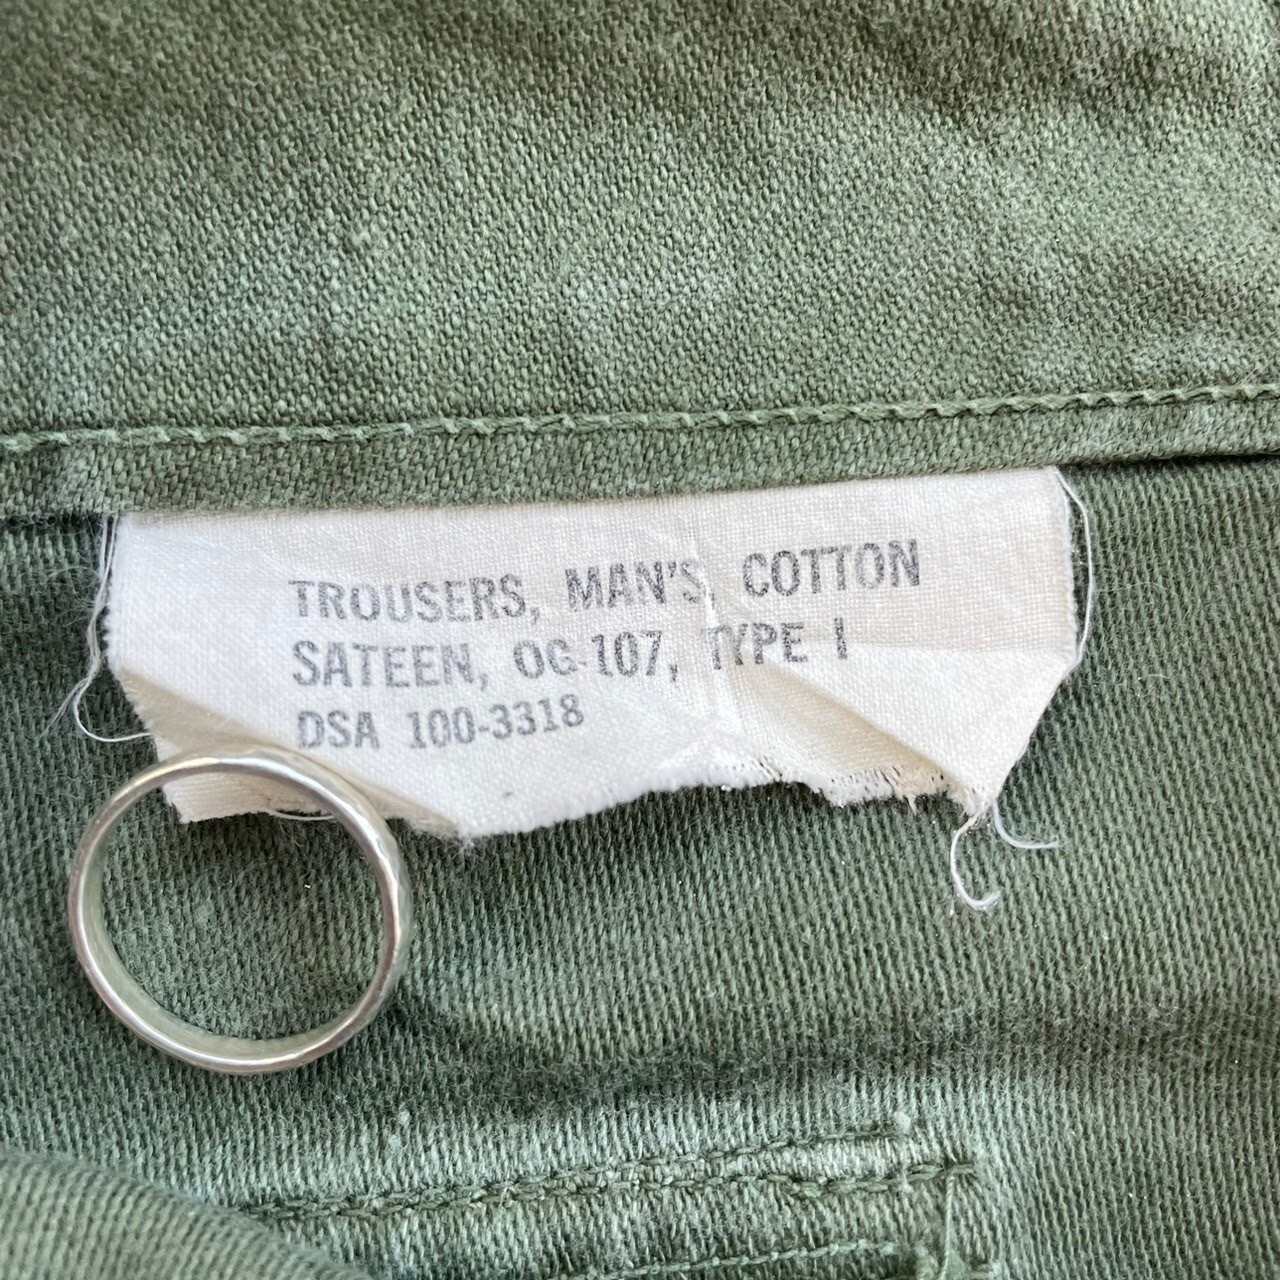 TROUSERS, MAN'S, COTTON
SATEEN, OG-107, TYPE I
DSA 100-3318